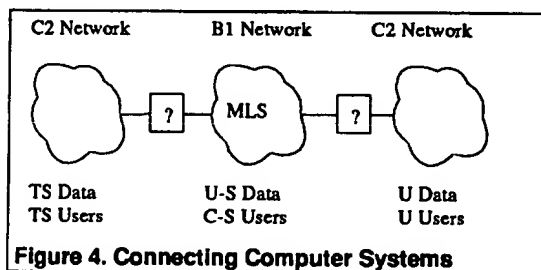 C2 Network B1 Network C2 Network
? MLS ?
TS Data U-S Data U Data
TS Users C-S Users U Users
Figure 4. Connecting Computer Systems